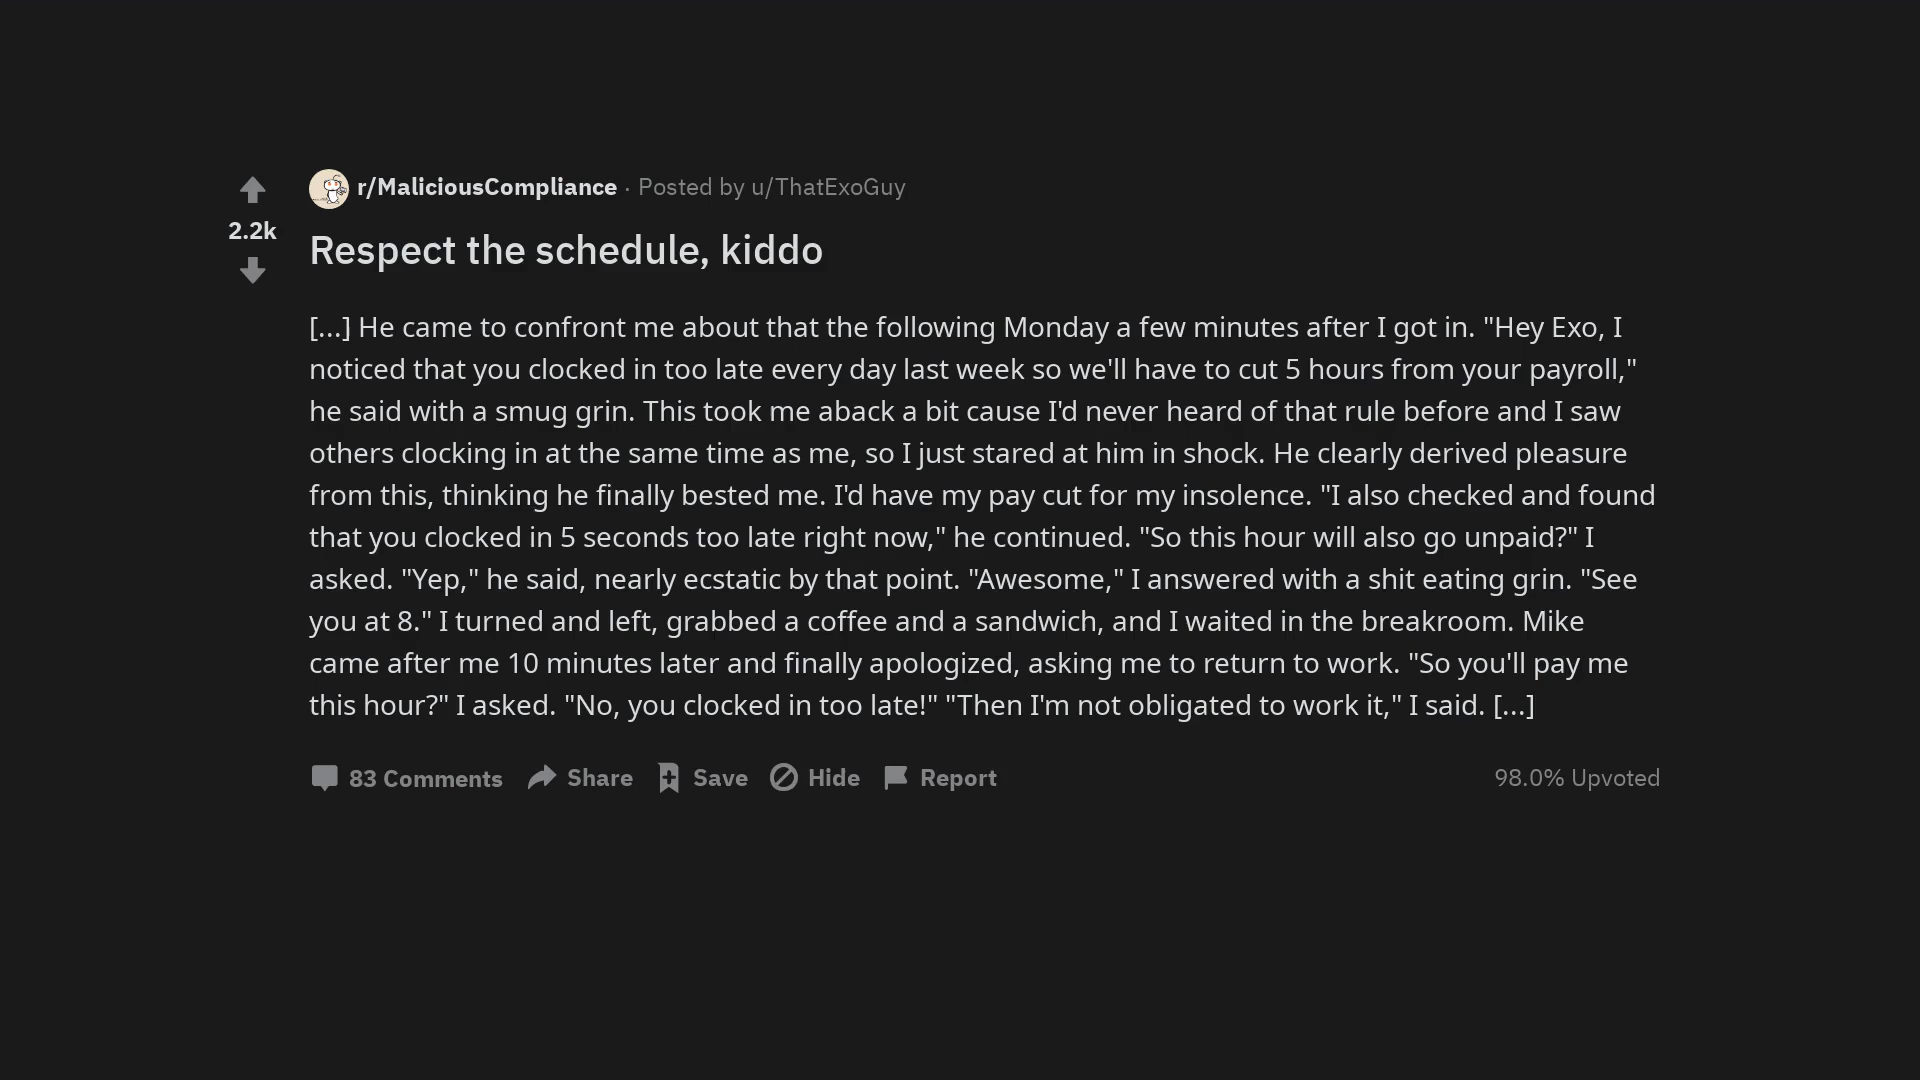 r/MaliciousCompliance · Posted by u/ThatExoGuy
2.2k
Respect the schedule, kiddo
[...] He came to confront me about that the following Monday a few minutes after I got in. "Hey Exo, I
noticed that you clocked in too late every day last week so we'll have to cut 5 hours from your payroll,"
he said with a smug grin. This took me aback a bit cause I'd never heard of that rule before and I saw
others clocking in at the same time as me, so I just stared at him in shock. He clearly derived pleasure
from this, thinking he finally bested me. I'd have my pay cut for my insolence. "I also checked and found
that you clocked in 5 seconds too late right now," he continued. "So this hour will also go unpaid?" I
asked. "Yep," he said, nearly ecstatic by that point. "Awesome," I answered with a shit eating grin. "See
you at 8." I turned and left, grabbed a coffee and a sandwich, and I waited in the breakroom. Mike
came after me 10 minutes later and finally apologized, asking me to return to work. "So you'll pay me
this hour?" I asked. "No, you clocked in too late!" "Then I'm not obligated to work it," I said. [...]
83 Comments Share Save Hide Report 98.0% Upvoted